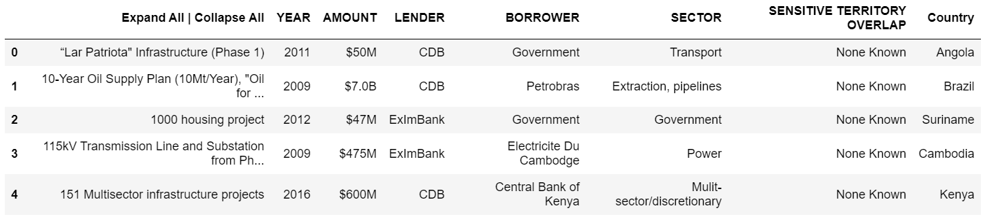 Expand All | Collapse All YEAR AMOUNT LENDER BORROWER SECTOR SENSITIVE TERRITORY OVERLAP Country
0 “Lar Patriota" Infrastructure (Phase 1) 2011 $50M CDB Government Transport None Known Angola
1 10-Year Oil Supply Plan (10Mt/Year), "Oil for ... 2009 $7.0B CDB Petrobras Extraction, pipelines None Known Brazil
2 1000 housing project 2012 $47M ExImBank Government Government None Known Suriname
3 115kV Transmission Line and Substation from Ph... 2009 $475M ExImBank Electricite Du Cambodge Power None Known Cambodia
4 151 Multisector infrastructure projects 2016 $600M CDB Central Bank of Kenya Mulit-sector/discretionary None Known Kenya